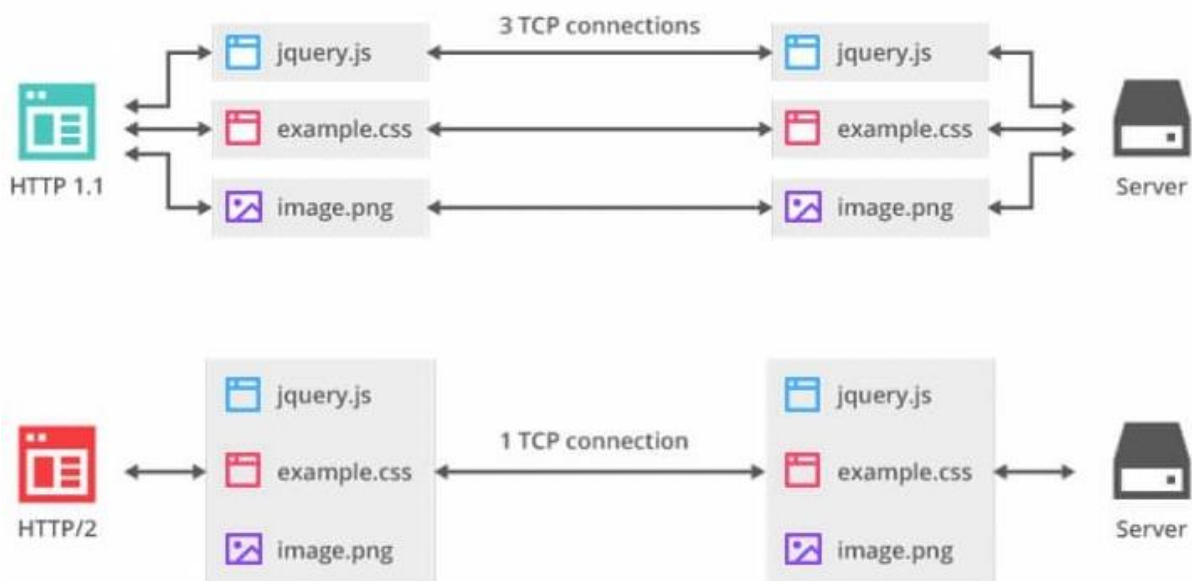 3 TCP connections
jquery.js jquery.js
example.css example.css
HTTP 1.1 Server
image.png image.png
jquery.js jquery.js
1 TCP connection
example.css example.css
HTTP/2 Server
image.png image.png